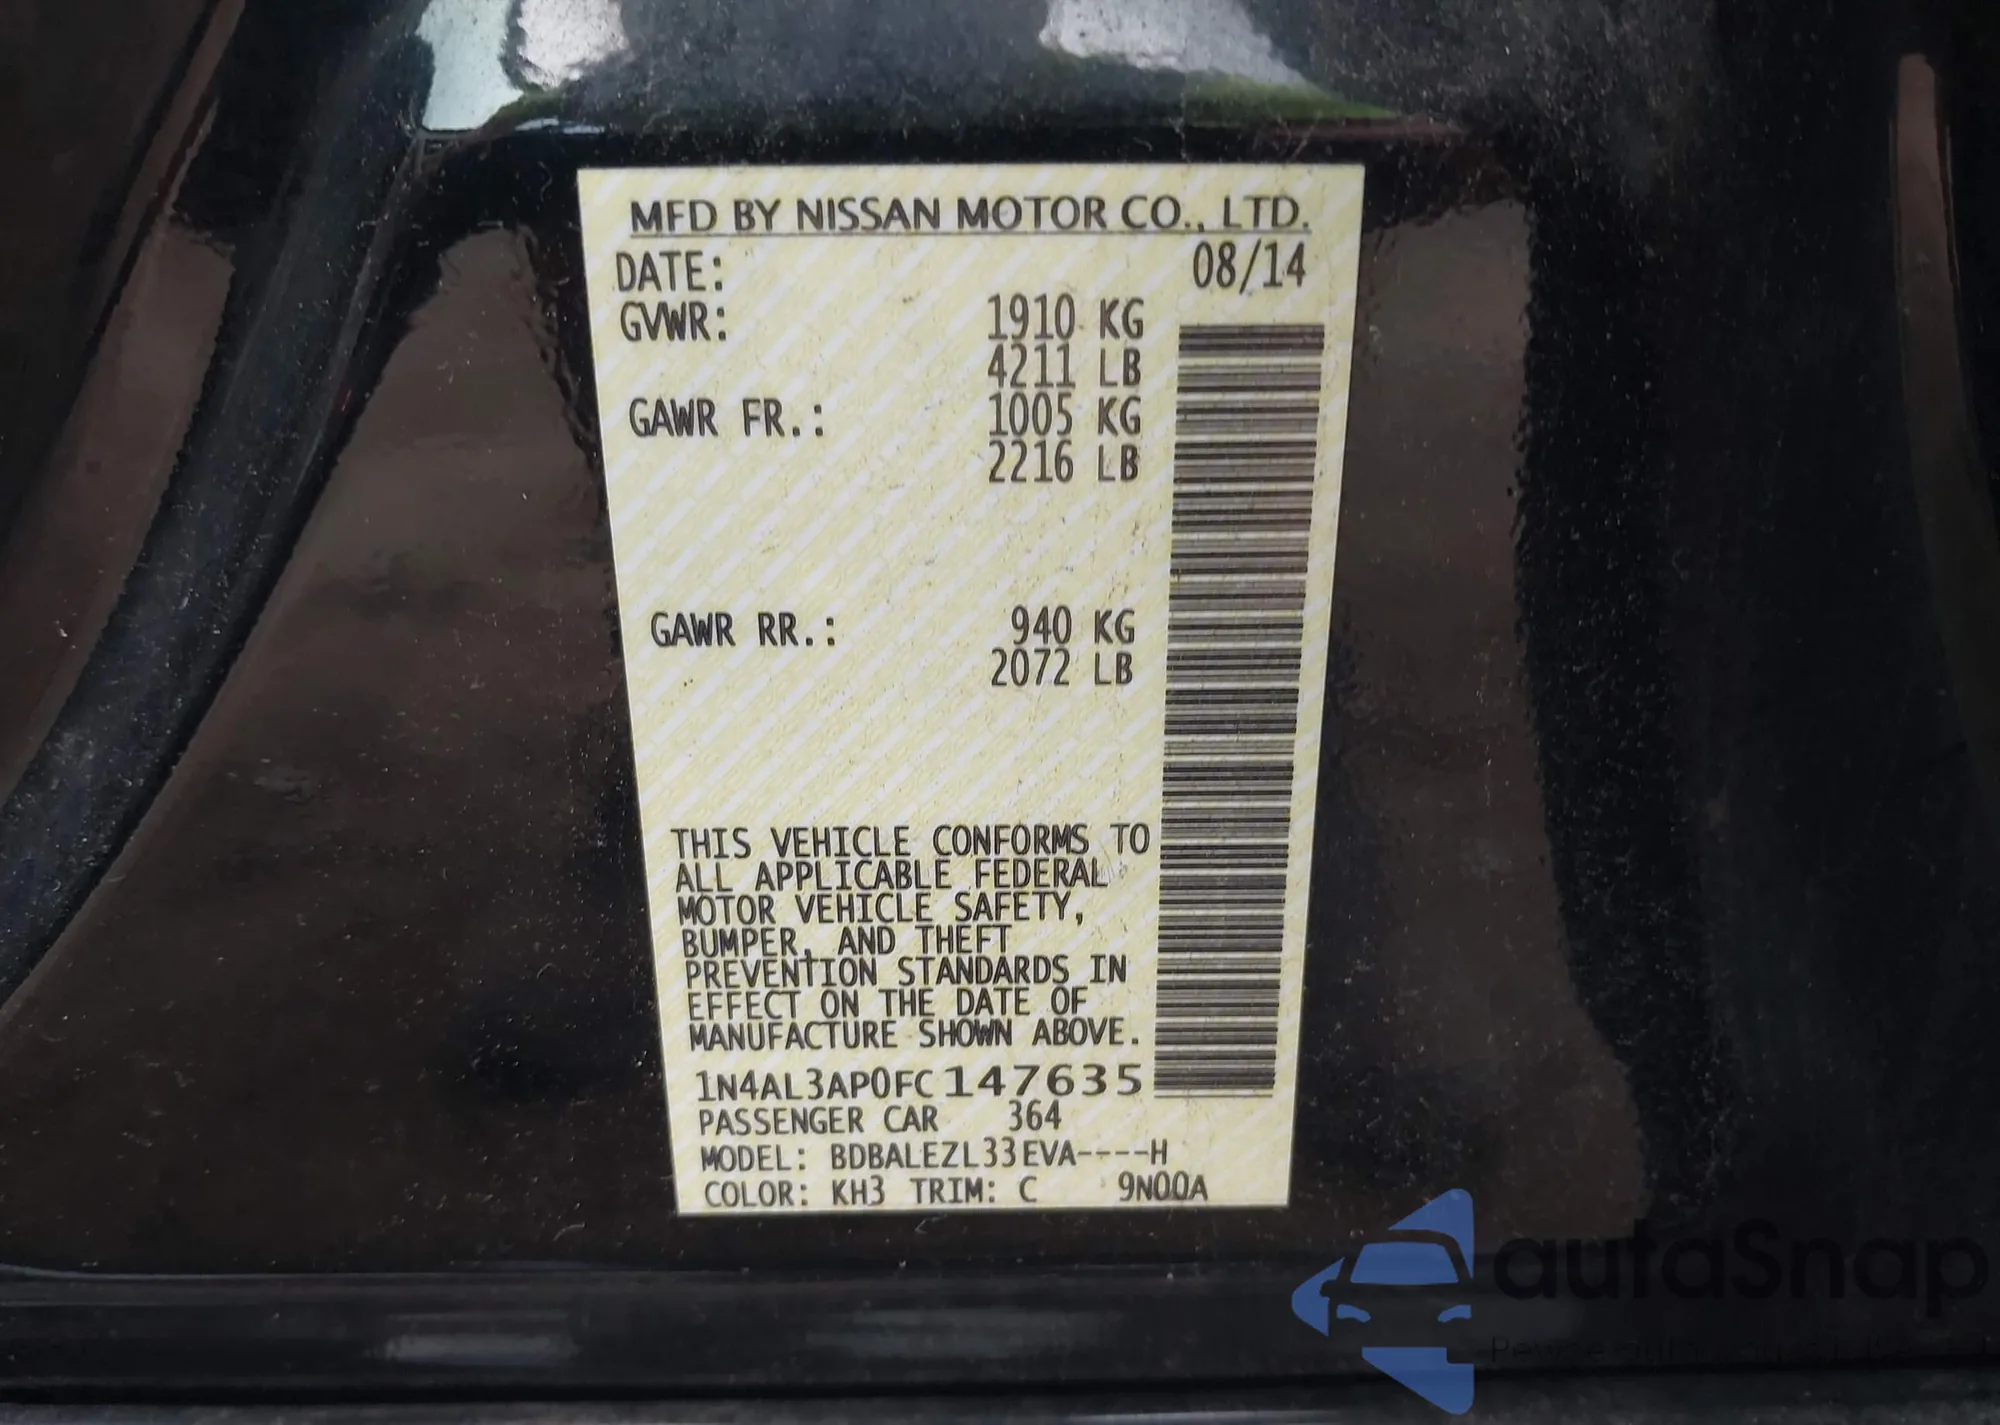 MFD BY NISSAN MOTOR CO., LTD.
DATE: 08/14
GVWR: 1910 KG
4211 LB
GAWR FR.: 1005 KG
2216 LB
GAWR RR.: 940 KG
2072 LB
THIS VEHICLE CONFORMS TO
ALL APPLICABLE FEDERAL
MOTOR VEHICLE SAFETY,
BUMPER, AND THEFT
PREVENTION STANDARDS IN
EFFECT ON THE DATE OF
MANUFACTURE SHOWN ABOVE.
1N4AL3AP0FC147635
PASSENGER CAR 364
MODEL: BDBALEZL33EVA----H
COLOR: KH3 TRIM: C 9N00A
autaSnap